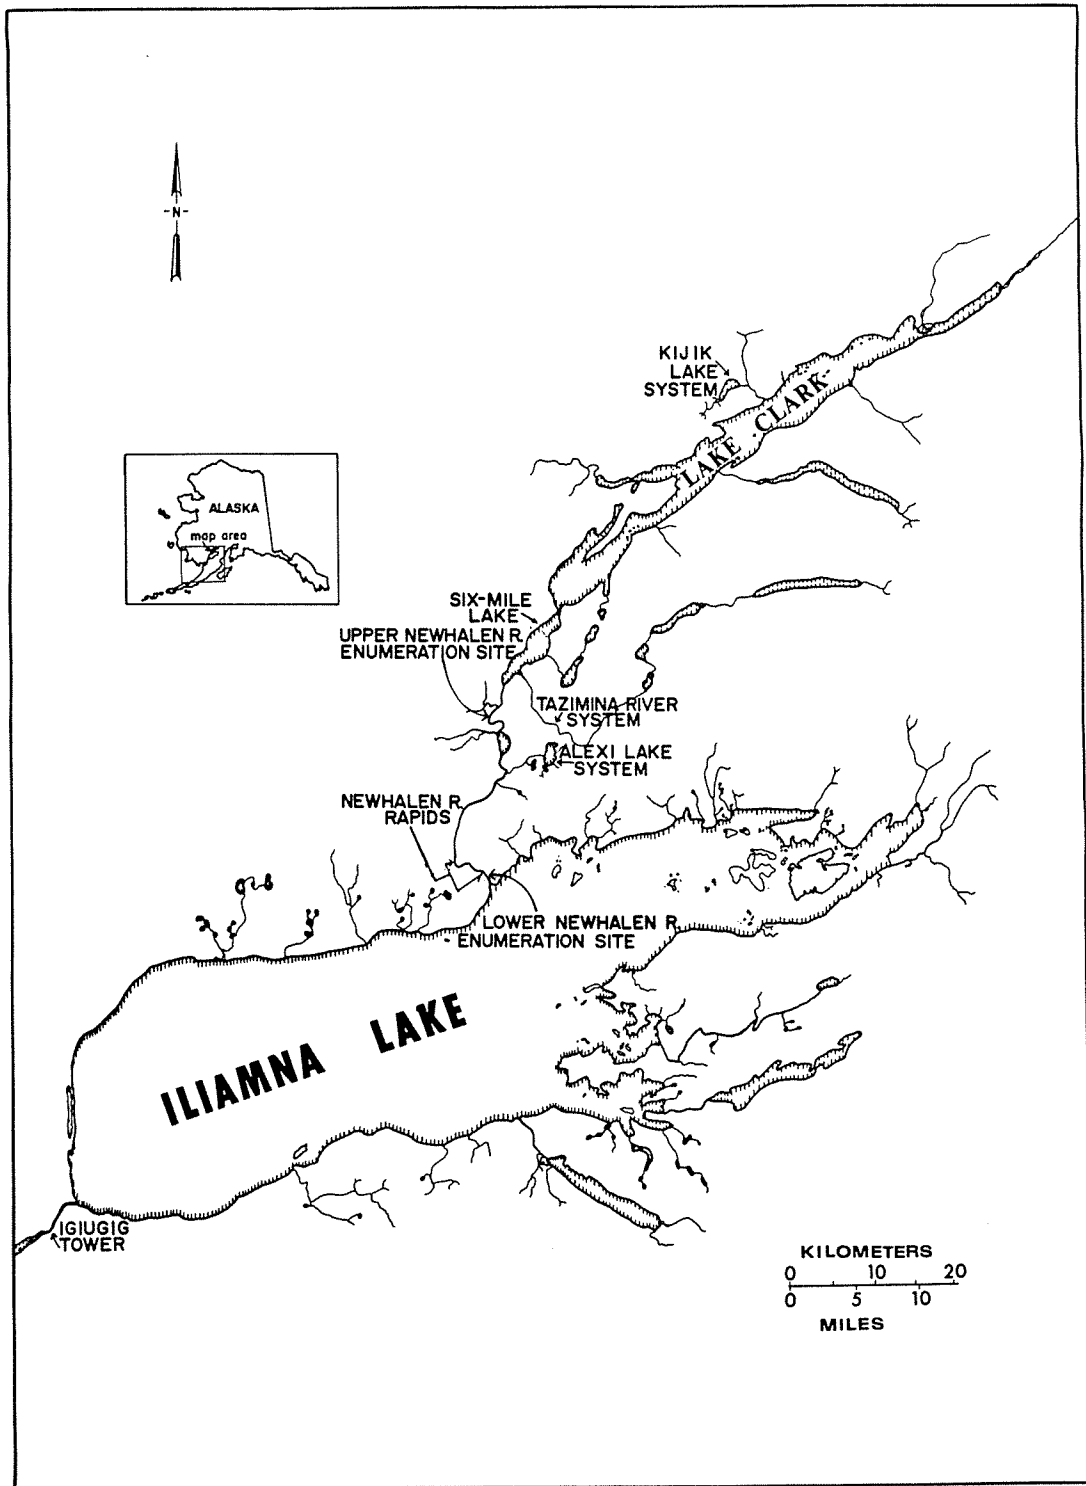 -N-
KIJIK
LAKE
SYSTEM
LAKE CLARK
ALASKA
map area
SIX-MILE
LAKE
UPPER NEWHALEN R.
ENUMERATION SITE
TAZIMINA RIVER
SYSTEM
ALEXI LAKE
SYSTEM
NEWHALEN R.
RAPIDS
LOWER NEWHALEN R.
ENUMERATION SITE
ILIAMNA LAKE
IGIUGIG
TOWER
KILOMETERS
0 10 20
0 5 10
MILES